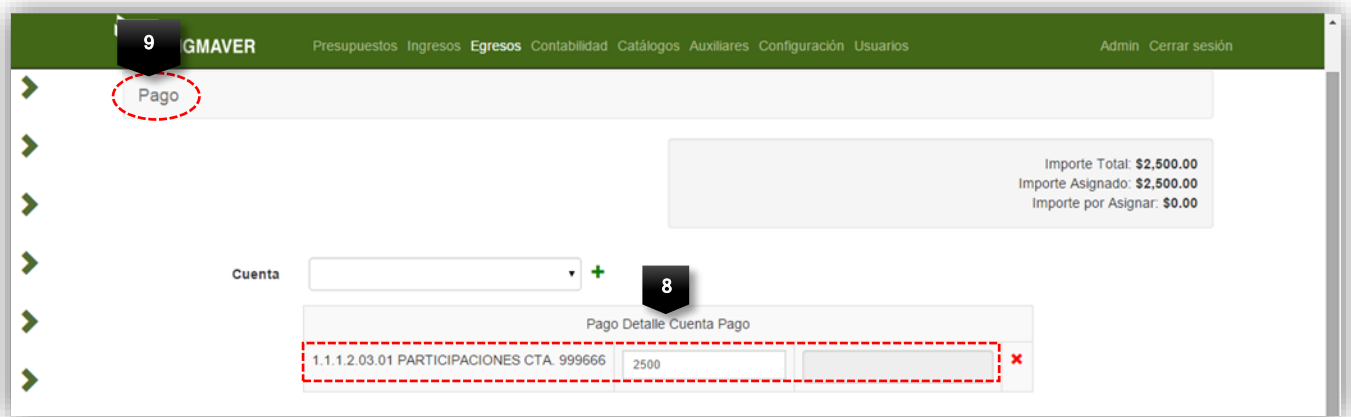 9
GMAVER Presupuestos Ingresos Egresos Contabilidad Catálogos Auxiliares Configuración Usuarios Admin Cerrar sesión
Pago
Importe Total: $2,500.00
Importe Asignado: $2,500.00
Importe por Asignar: $0.00
Cuenta
8
Pago Detalle Cuenta Pago
1.1.1.2.03.01 PARTICIPACIONES CTA. 999666 2500